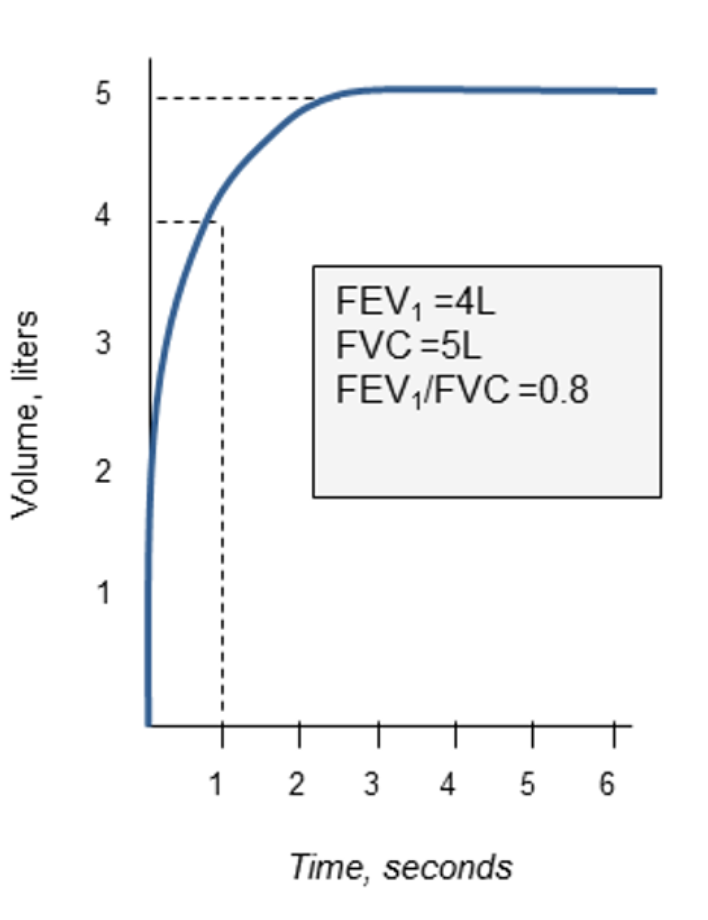 5
4
3
2
1
Volume, liters
FEV₁ =4L
FVC =5L
FEV₁/FVC =0.8
1 2 3 4 5 6
Time, seconds